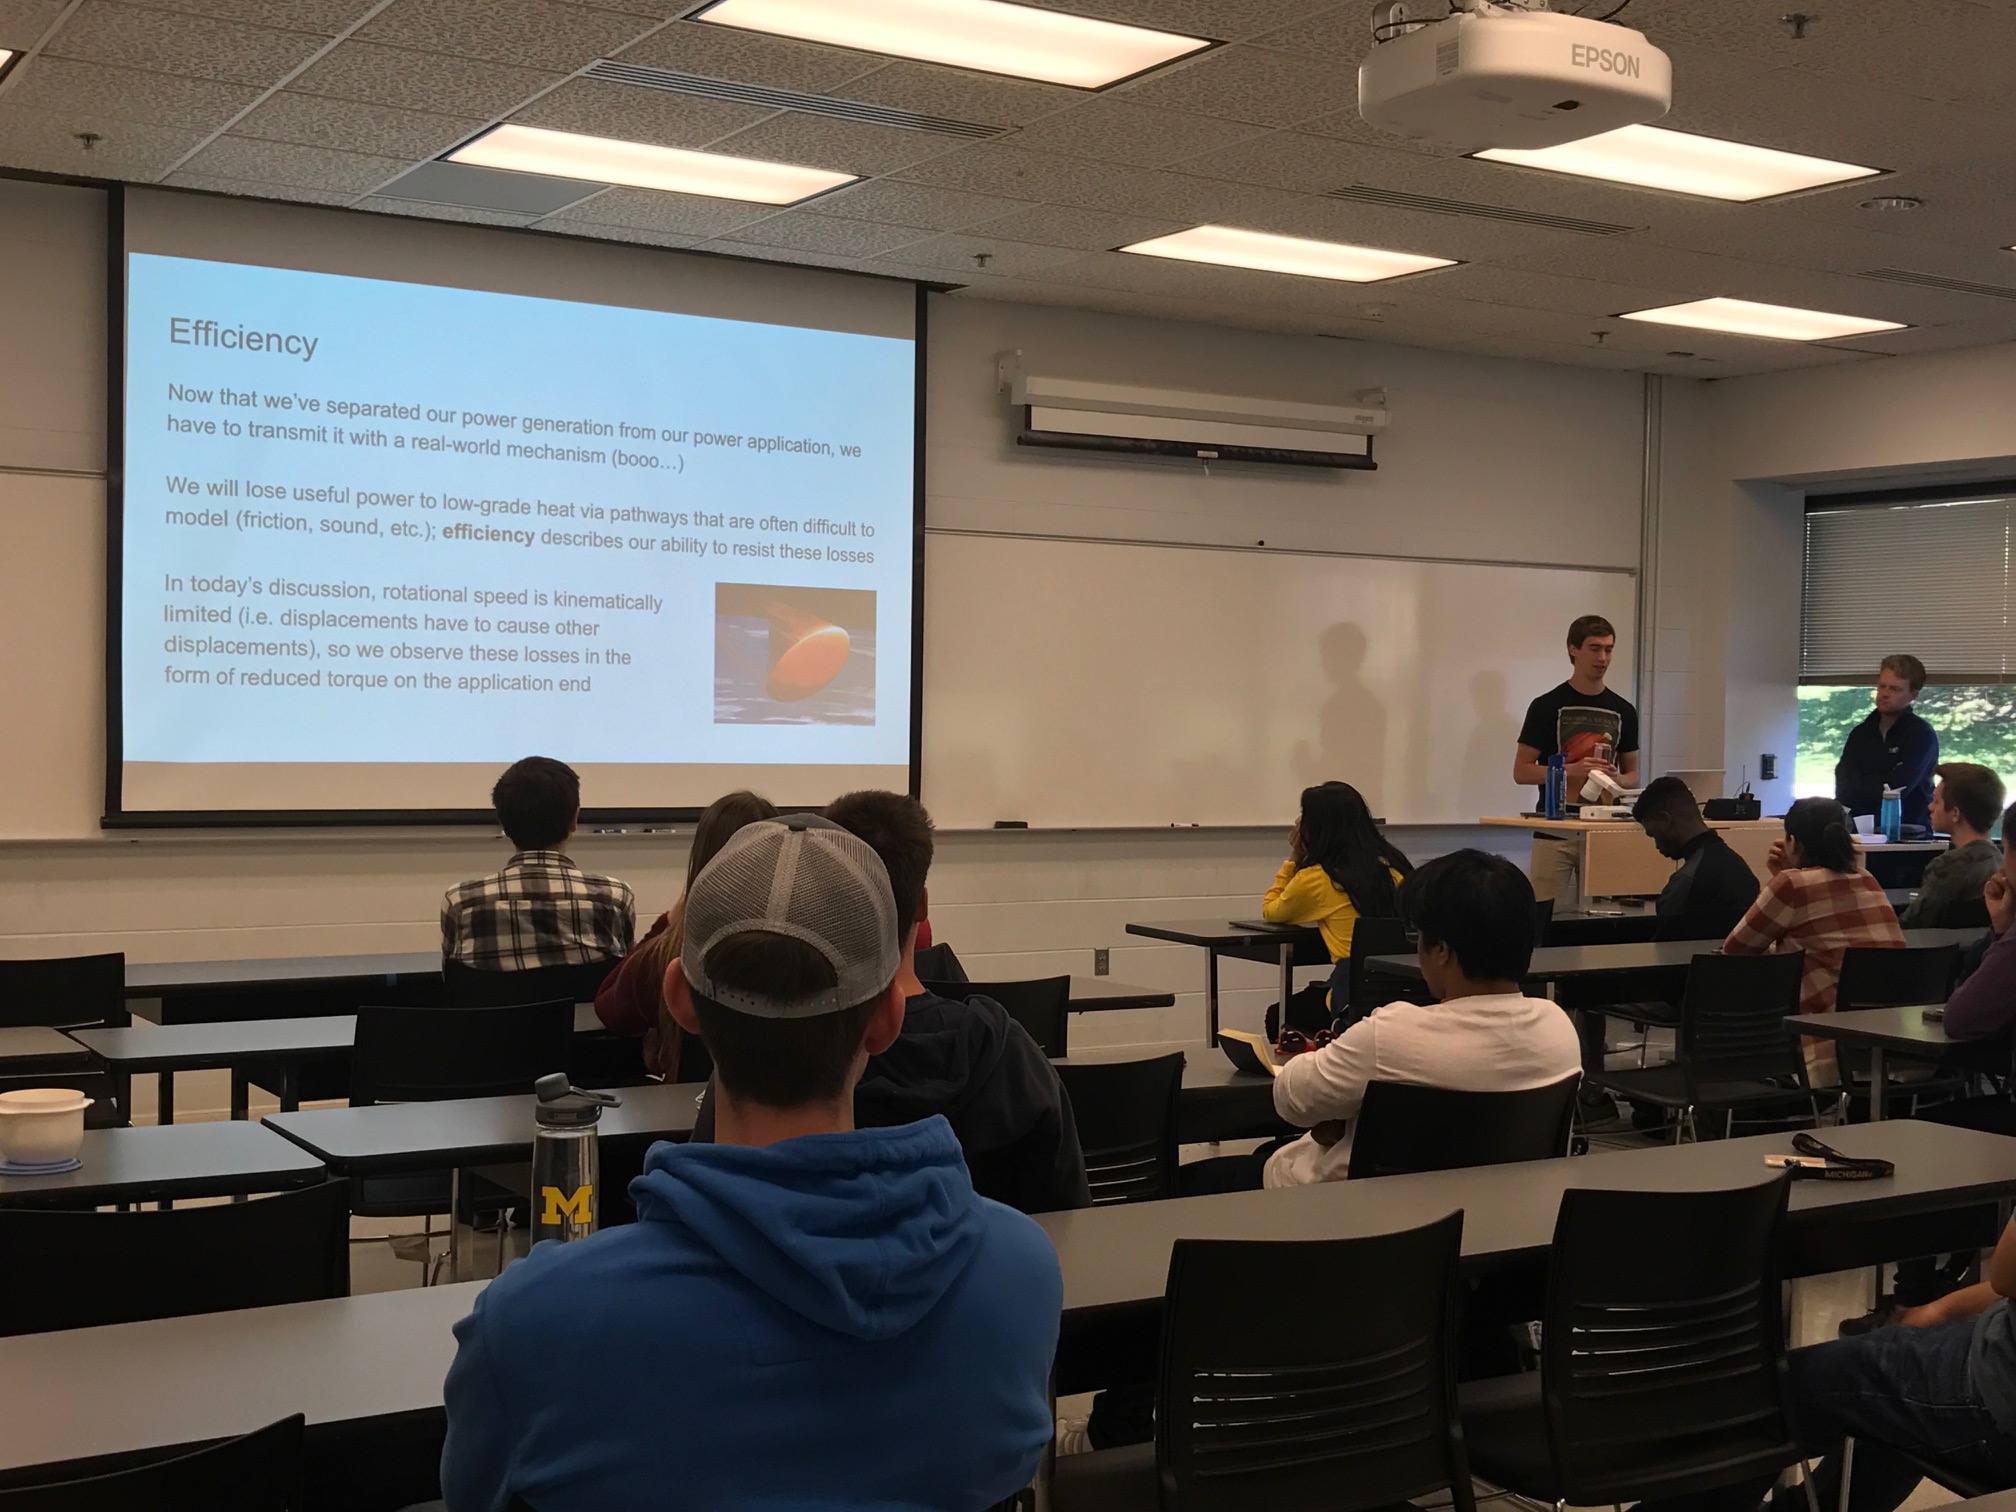 EPSON
Efficiency
Now that we've separated our power generation from our power application, we
have to transmit it with a real-world mechanism (booo...)
We will lose useful power to low-grade heat via pathways that are often difficult to
model (friction, sound, etc.); efficiency describes our ability to resist these losses
In today's discussion, rotational speed is kinematically
limited (i.e. displacements have to cause other
displacements), so we observe these losses in the
form of reduced torque on the application end
M
MICHIGAN